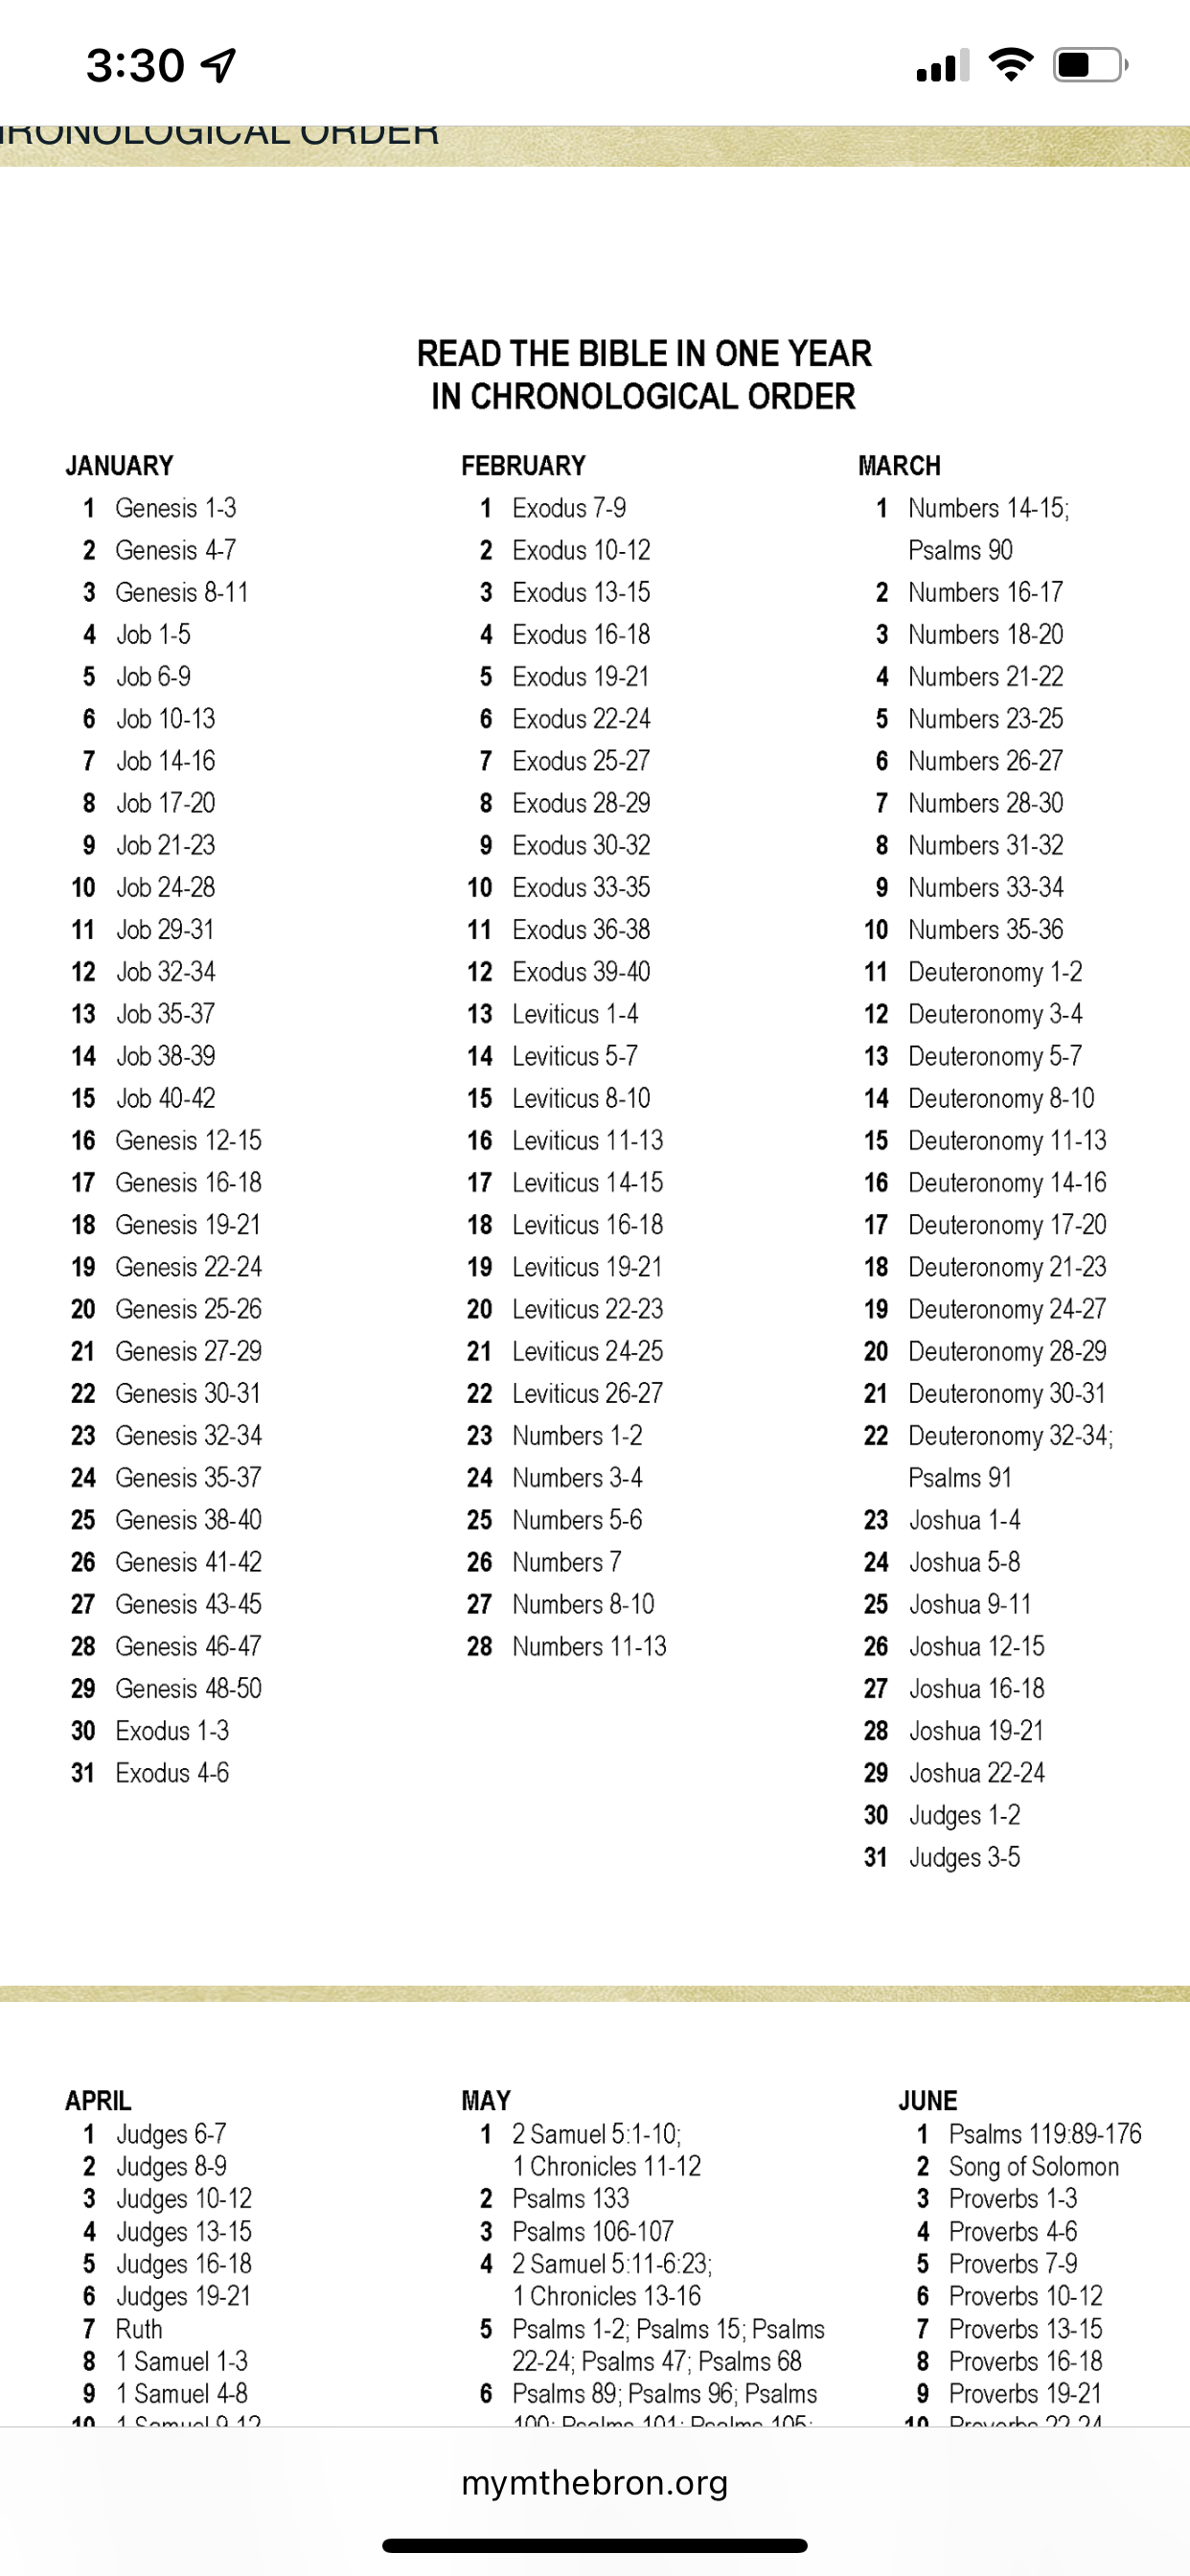 3:30
CHRONOLOGICAL ORDER
READ THE BIBLE IN ONE YEAR
IN CHRONOLOGICAL ORDER
JANUARY
1 Genesis 1-3
2 Genesis 4-7
3 Genesis 8-11
4 Job 1-5
5 Job 6-9
6 Job 10-13
7 Job 14-16
8 Job 17-20
9 Job 21-23
10 Job 24-28
11 Job 29-31
12 Job 32-34
13 Job 35-37
14 Job 38-39
15 Job 40-42
16 Genesis 12-15
17 Genesis 16-18
18 Genesis 19-21
19 Genesis 22-24
20 Genesis 25-26
21 Genesis 27-29
22 Genesis 30-31
23 Genesis 32-34
24 Genesis 35-37
25 Genesis 38-40
26 Genesis 41-42
27 Genesis 43-45
28 Genesis 46-47
29 Genesis 48-50
30 Exodus 1-3
31 Exodus 4-6
FEBRUARY
1 Exodus 7-9
2 Exodus 10-12
3 Exodus 13-15
4 Exodus 16-18
5 Exodus 19-21
6 Exodus 22-24
7 Exodus 25-27
8 Exodus 28-29
9 Exodus 30-32
10 Exodus 33-35
11 Exodus 36-38
12 Exodus 39-40
13 Leviticus 1-4
14 Leviticus 5-7
15 Leviticus 8-10
16 Leviticus 11-13
17 Leviticus 14-15
18 Leviticus 16-18
19 Leviticus 19-21
20 Leviticus 22-23
21 Leviticus 24-25
22 Leviticus 26-27
23 Numbers 1-2
24 Numbers 3-4
25 Numbers 5-6
26 Numbers 7
27 Numbers 8-10
28 Numbers 11-13
MARCH
1 Numbers 14-15;
Psalms 90
2 Numbers 16-17
3 Numbers 18-20
4 Numbers 21-22
5 Numbers 23-25
6 Numbers 26-27
7 Numbers 28-30
8 Numbers 31-32
9 Numbers 33-34
10 Numbers 35-36
11 Deuteronomy 1-2
12 Deuteronomy 3-4
13 Deuteronomy 5-7
14 Deuteronomy 8-10
15 Deuteronomy 11-13
16 Deuteronomy 14-16
17 Deuteronomy 17-20
18 Deuteronomy 21-23
19 Deuteronomy 24-27
20 Deuteronomy 28-29
21 Deuteronomy 30-31
22 Deuteronomy 32-34;
Psalms 91
23 Joshua 1-4
24 Joshua 5-8
25 Joshua 9-11
26 Joshua 12-15
27 Joshua 16-18
28 Joshua 19-21
29 Joshua 22-24
30 Judges 1-2
31 Judges 3-5
APRIL
1 Judges 6-7
2 Judges 8-9
3 Judges 10-12
4 Judges 13-15
5 Judges 16-18
6 Judges 19-21
7 Ruth
8 1 Samuel 1-3
9 1 Samuel 4-8
10 1 Samuel 9-12
MAY
1 2 Samuel 5:1-10;
1 Chronicles 11-12
2 Psalms 133
3 Psalms 106-107
4 2 Samuel 5:11-6:23;
1 Chronicles 13-16
5 Psalms 1-2; Psalms 15; Psalms
22-24; Psalms 47; Psalms 68
6 Psalms 89; Psalms 96; Psalms
100; Psalms 101; Psalms 105;
JUNE
1 Psalms 119:89-176
2 Song of Solomon
3 Proverbs 1-3
4 Proverbs 4-6
5 Proverbs 7-9
6 Proverbs 10-12
7 Proverbs 13-15
8 Proverbs 16-18
9 Proverbs 19-21
10 Proverbs 22-24
mymthebron.org